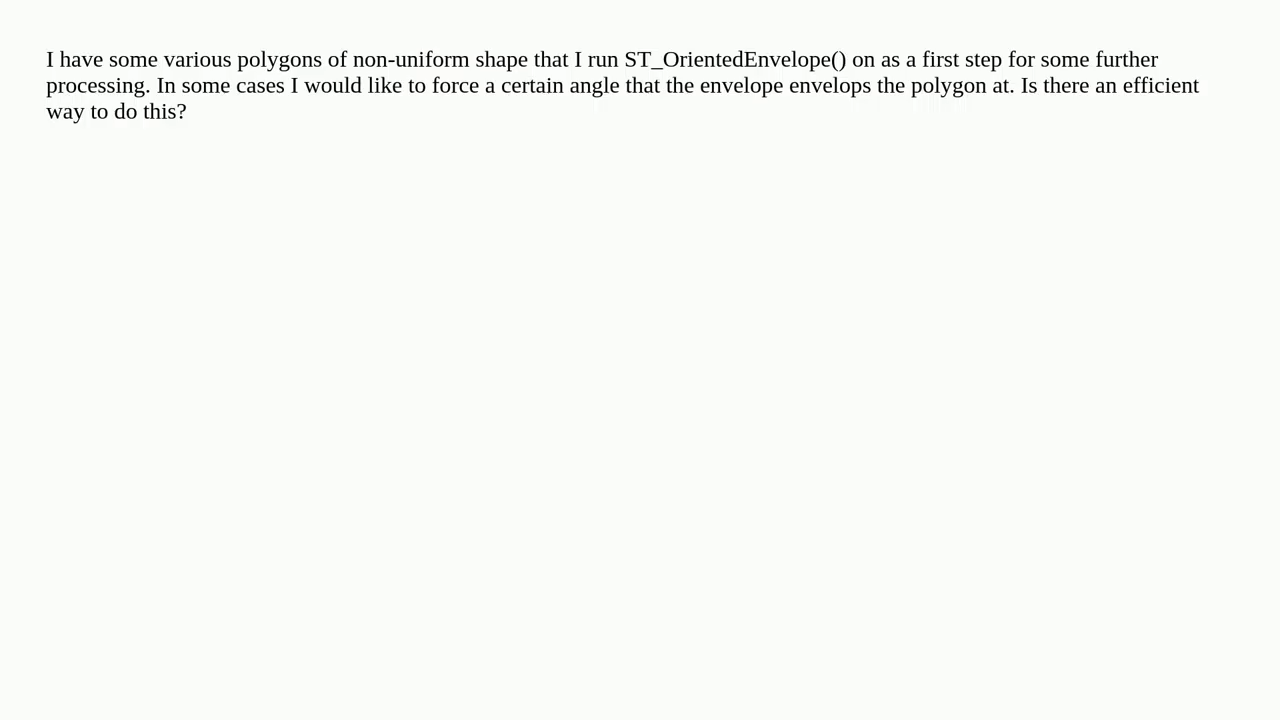 I have some various polygons of non-uniform shape that I run ST_OrientedEnvelope() on as a first step for some further
processing. In some cases I would like to force a certain angle that the envelope envelops the polygon at. Is there an efficient
way to do this?